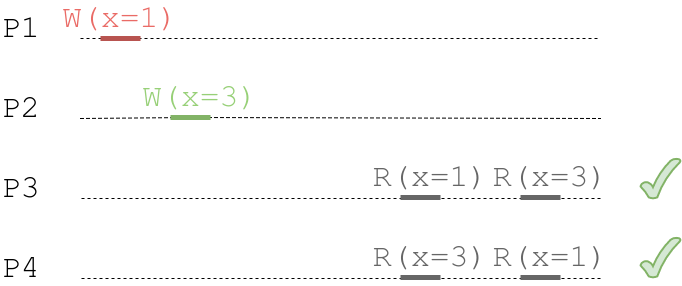 P1 W(x=1)
P2 W(x=3)
P3 R(x=1) R(x=3)
P4 R(x=3) R(x=1)